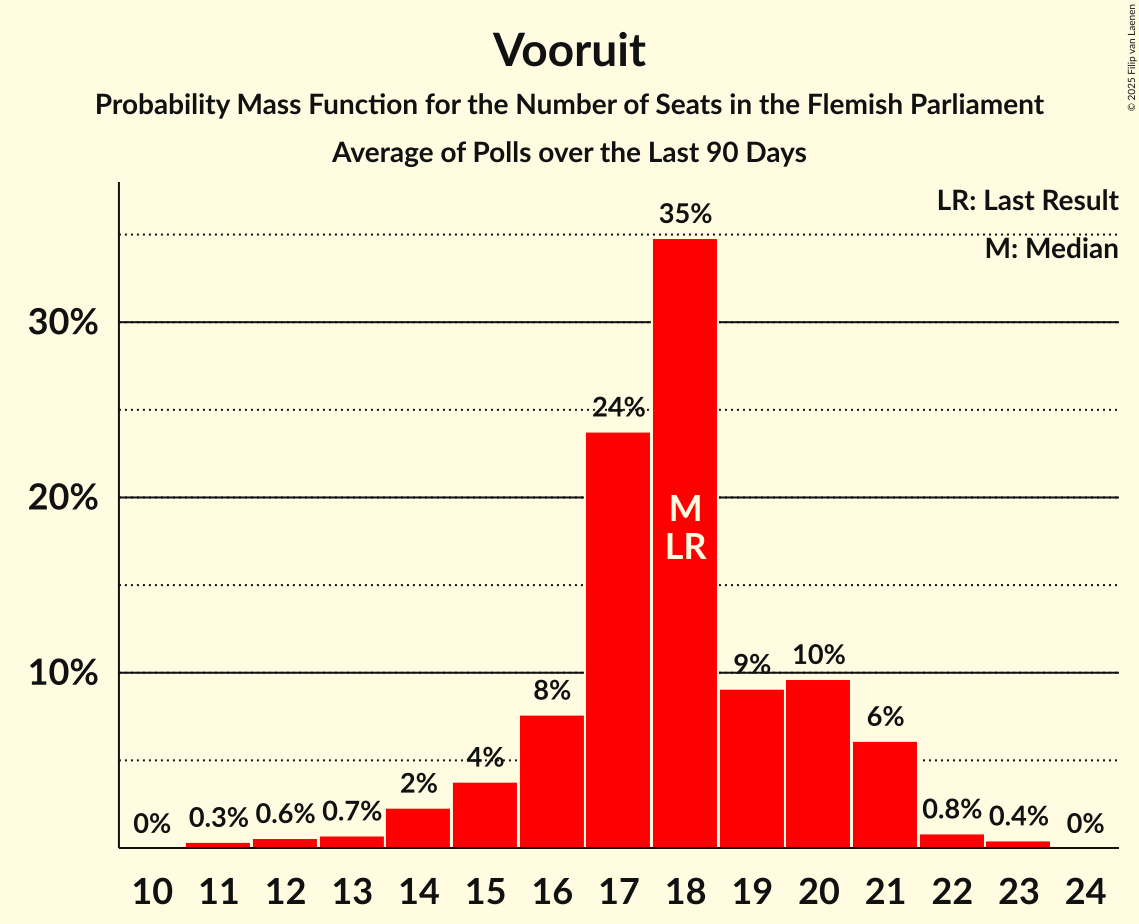 Vooruit
Probability Mass Function for the Number of Seats in the Flemish Parliament
Average of Polls over the Last 90 Days
© 2025 Filip van Laenen
LR: Last Result
M: Median
30%
20%
10%
0%
0.3%
0.6%
0.7%
2%
4%
8%
24%
35%
9%
10%
6%
0.8%
0.4%
0%
M
LR
10 11 12 13 14 15 16 17 18 19 20 21 22 23 24